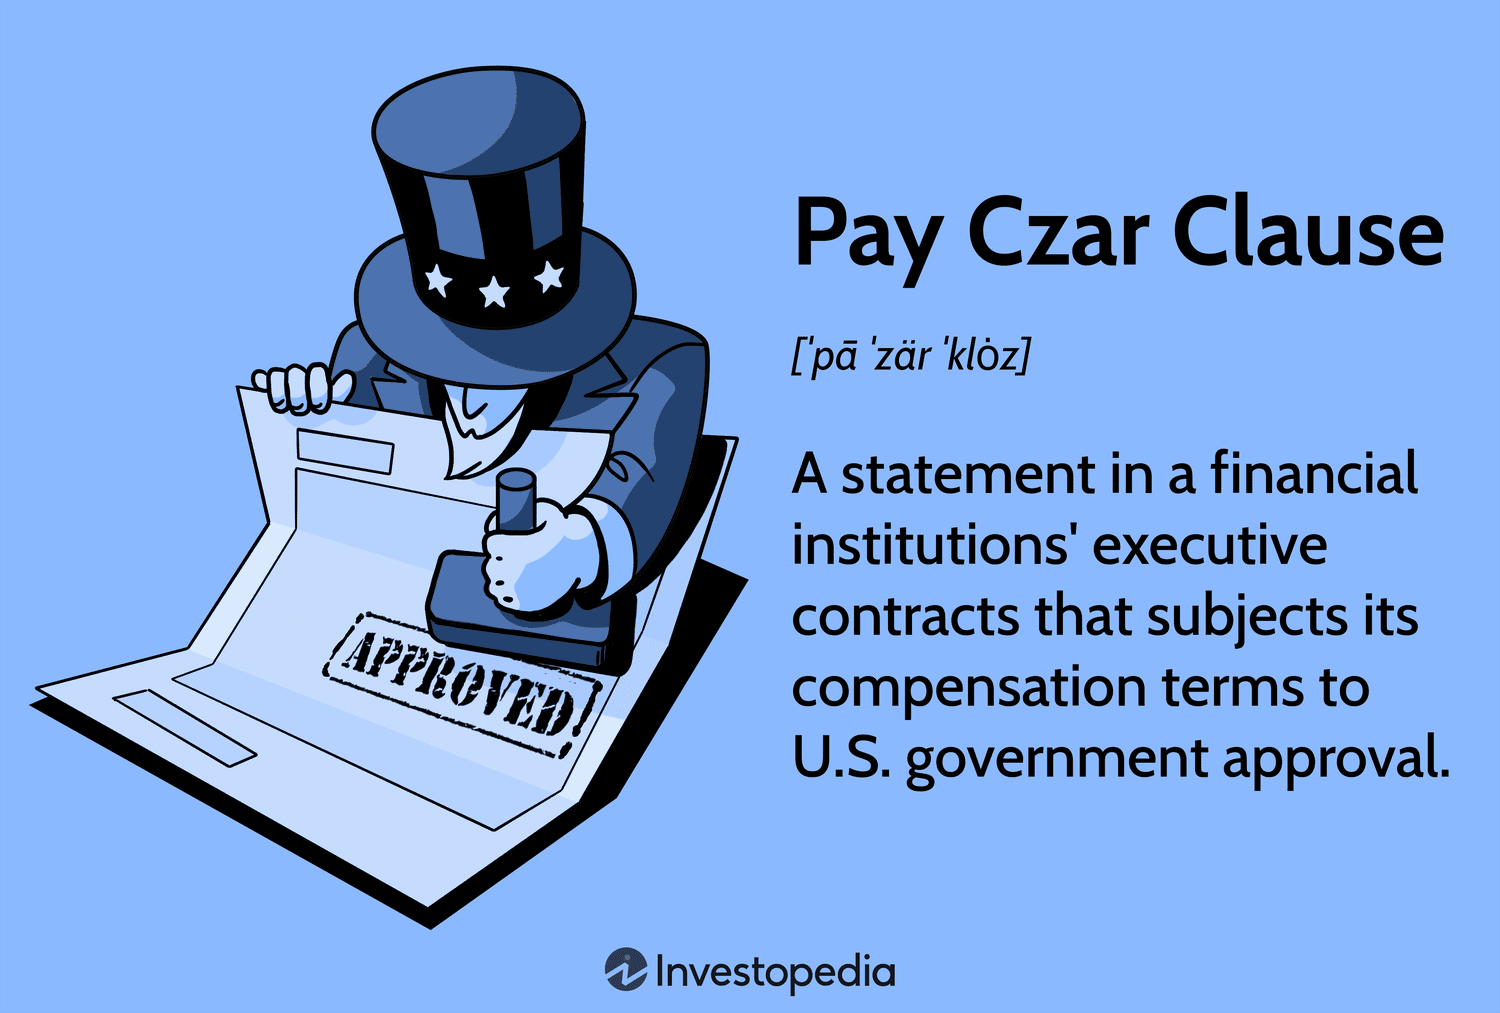 Pay Czar Clause
[ˈpā ˈzär ˈklȯz]
A statement in a financial
institutions' executive
contracts that subjects its
compensation terms to
U.S. government approval.
APPROVED!
Investopedia